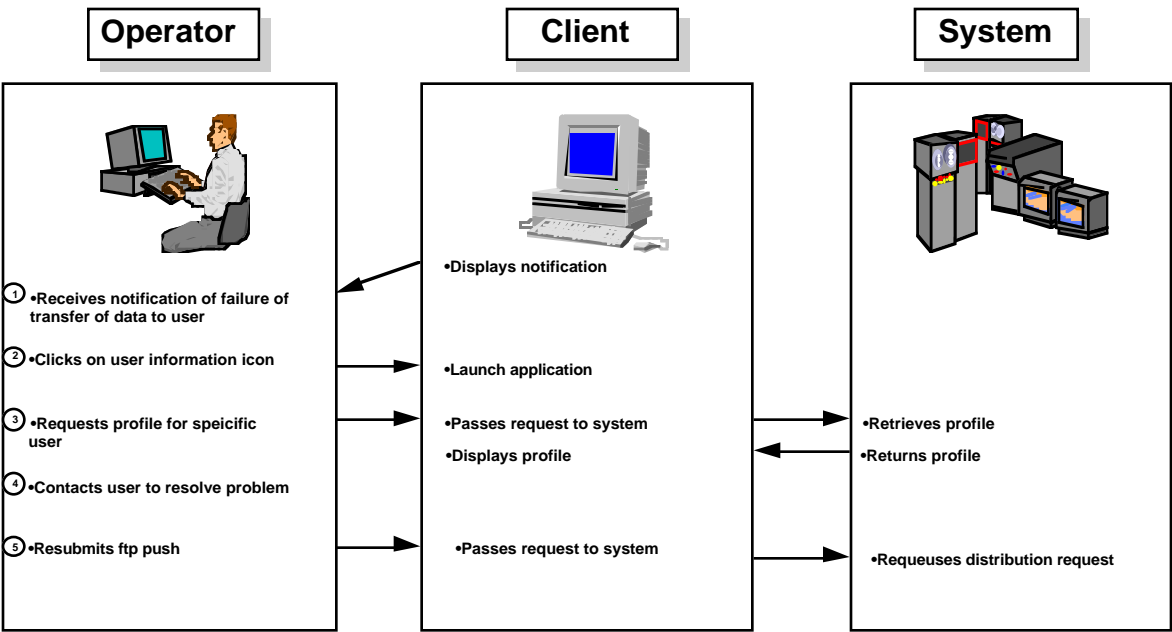 Operator
Client
System
•Displays notification
1 •Receives notification of failure of
transfer of data to user
2 •Clicks on user information icon
•Launch application
3 •Requests profile for speicific
user
•Passes request to system
•Retrieves profile
•Displays profile
•Returns profile
4 •Contacts user to resolve problem
5 •Resubmits ftp push
•Passes request to system
•Requeuses distribution request